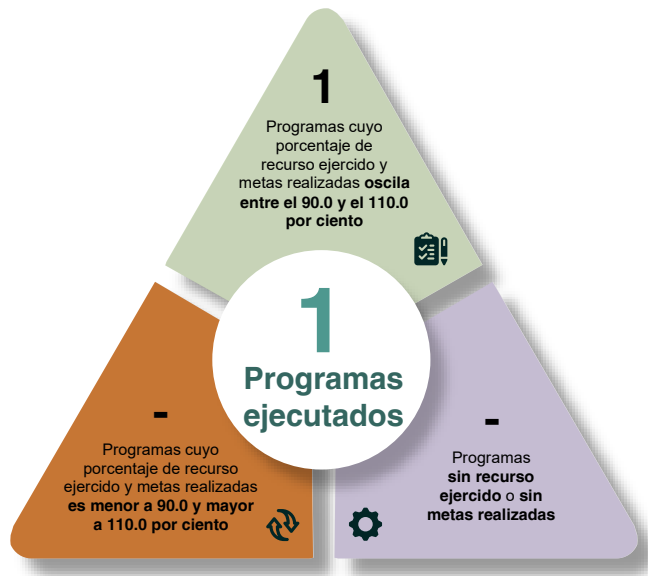 1
Programas cuyo
porcentaje de
recurso ejercido y
metas realizadas oscila
entre el 90.0 y el 110.0
por ciento
1
Programas
ejecutados
-
Programas cuyo
porcentaje de recurso
ejercido y metas realizadas
es menor a 90.0 y mayor
a 110.0 por ciento
-
Programas
sin recurso
ejercido o sin
metas realizadas